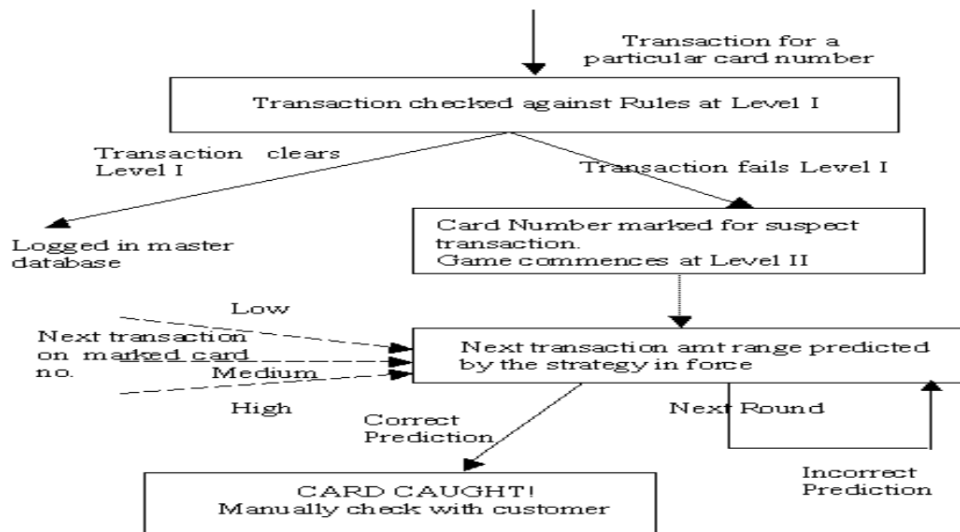 Transaction for a
particular card number
Transaction checked against Rules at Level I
Transaction clears
Level I
Transaction fails Level I
Logged in master
database
Card Number marked for suspect
transaction.
Game commences at Level II
Low
Next transaction
on marked card
no.
Medium
High
Next transaction amt range predicted
by the strategy in force
Correct
Prediction
Next Round
Incorrect
Prediction
CARD CAUGHT!
Manually check with customer